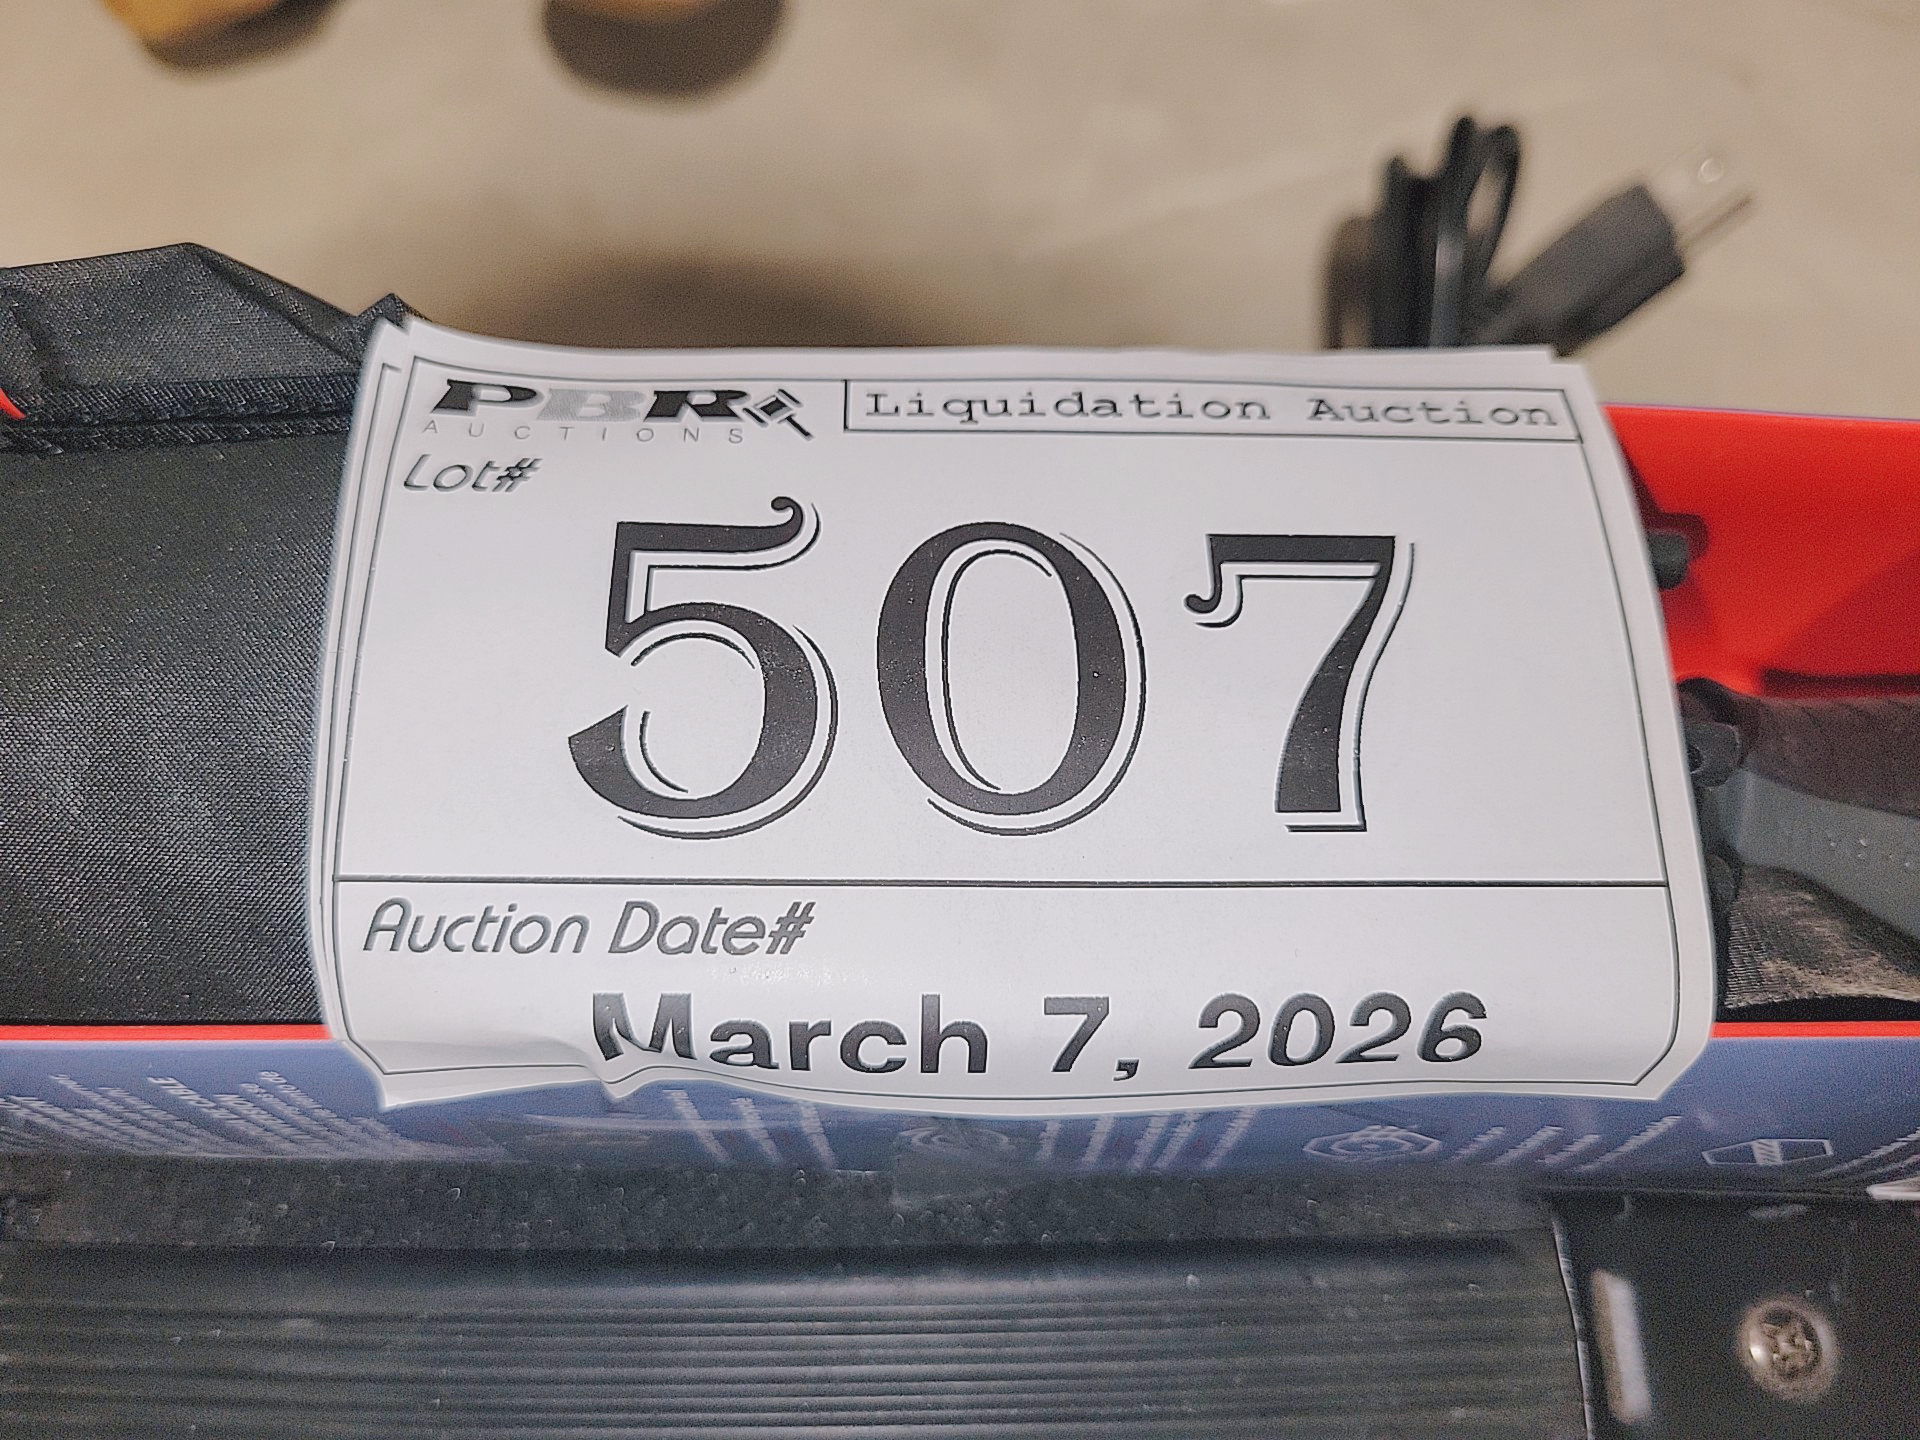 PBR
AUCTIONS
Liquidation Auction
Lot#
507
Auction Date#
March 7, 2026